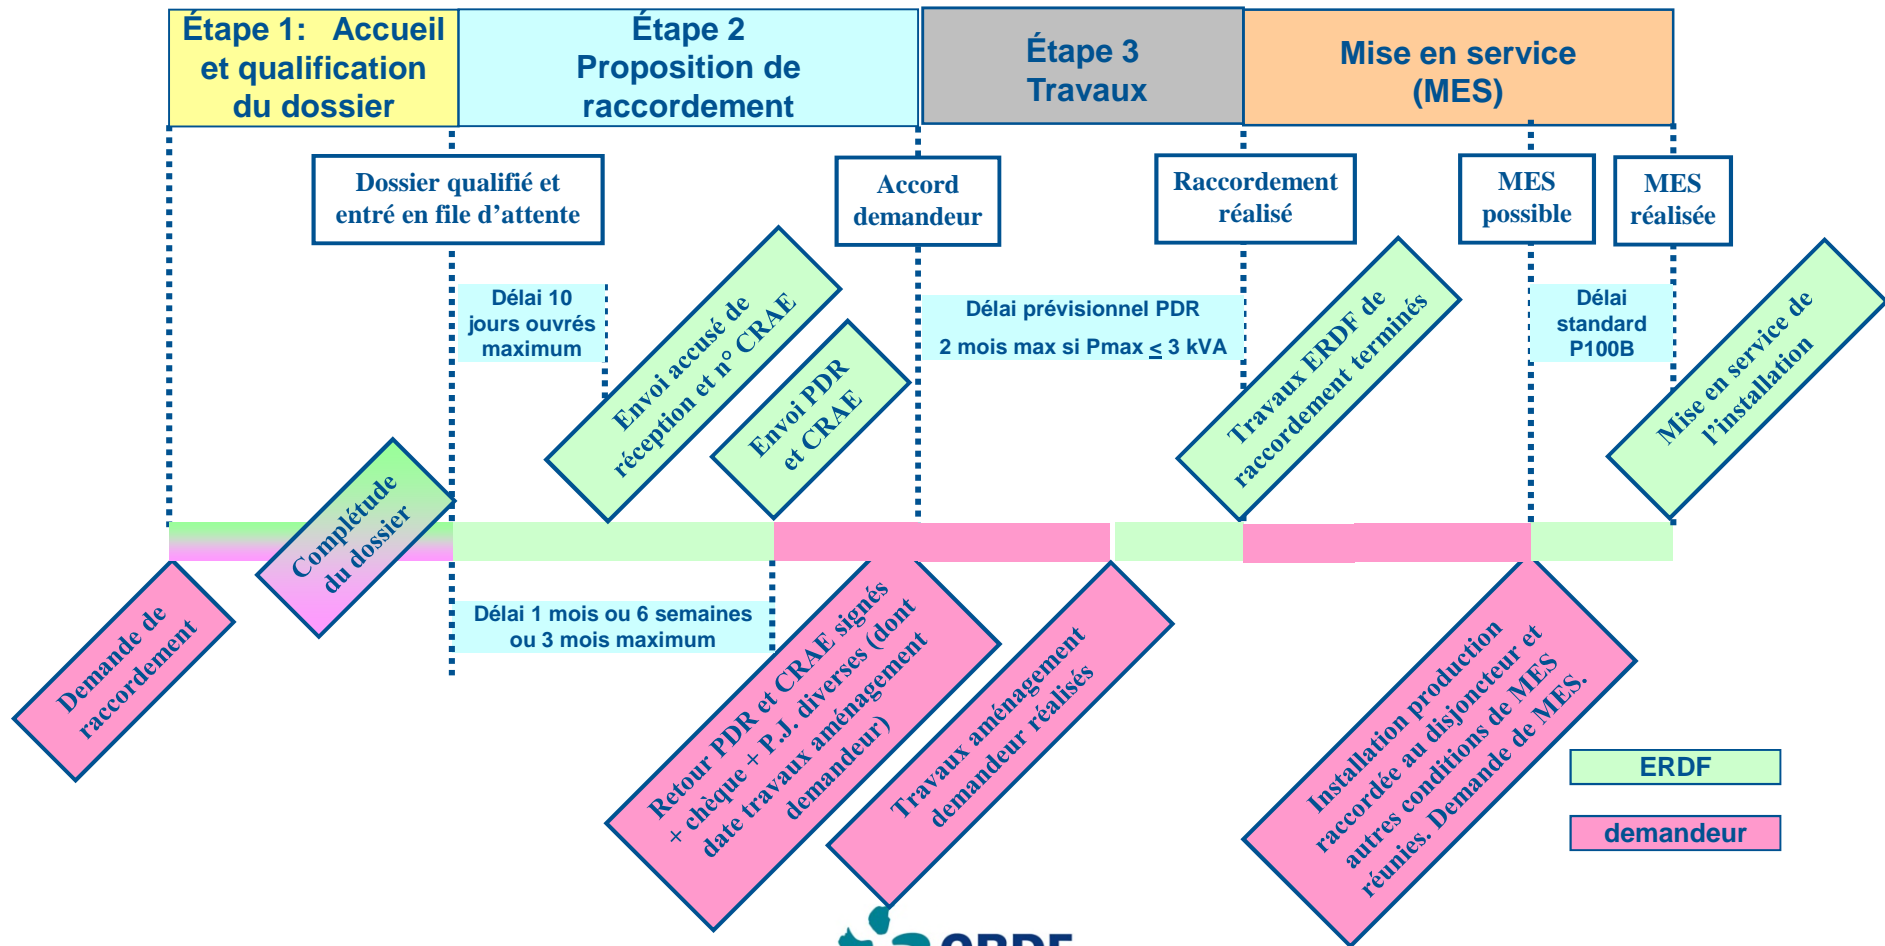 Étape 1: Accueil
et qualification
du dossier
Étape 2
Proposition de
raccordement
Étape 3
Travaux
Mise en service
(MES)
Dossier qualifié et
entré en file d'attente
Accord
demandeur
Raccordement
réalisé
MES
possible
MES
réalisée
Délai 10
jours ouvrés
maximum
Envoi accusé de
réception et n° CRAE
Envoi PDR
et CRAE
Délai prévisionnel PDR
2 mois max si Pmax ≤ 3 kVA
Travaux ERDF de
raccordement terminés
Délai
standard
P100B
Mise en service de
l'installation
Complétude
du dossier
Demande de
raccordement
Délai 1 mois ou 6 semaines
ou 3 mois maximum
Retour PDR et CRAE signés
+ chèque + P.J. diverses (dont
date travaux aménagement
demandeur)
Travaux aménagement
demandeur réalisés
Installation production
raccordée au disjoncteur et
autres conditions de MES
réunies. Demande de MES.
ERDF
demandeur